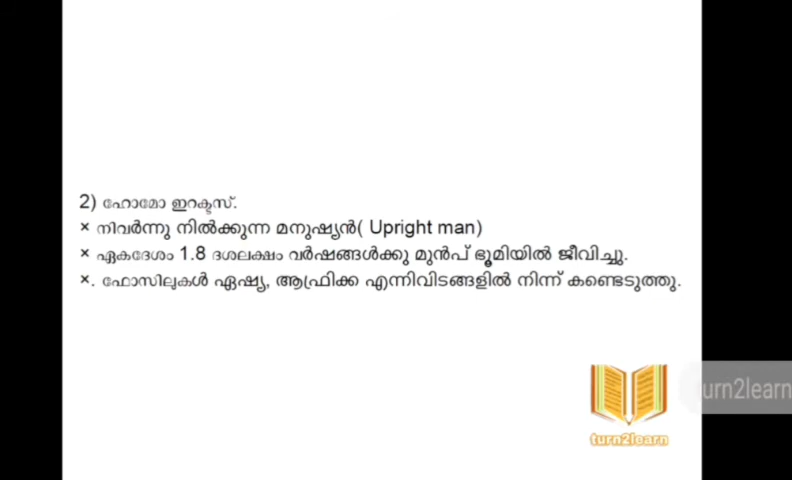 2) ഹോമോ ഇറക്ടസ്.
× നിവർന്നു നിൽക്കുന്ന മനുഷ്യൻ( Upright man)
× ഏകദേശം 1.8 ദശലക്ഷം വർഷങ്ങൾക്കു മുൻപ് ഭൂമിയിൽ ജീവിച്ചു.
×. ഫോസിലുകൾ ഏഷ്യ, ആഫ്രിക്ക എന്നിവിടങ്ങളിൽ നിന്ന് കണ്ടെടുത്തു.
urn2learn
turn2learn